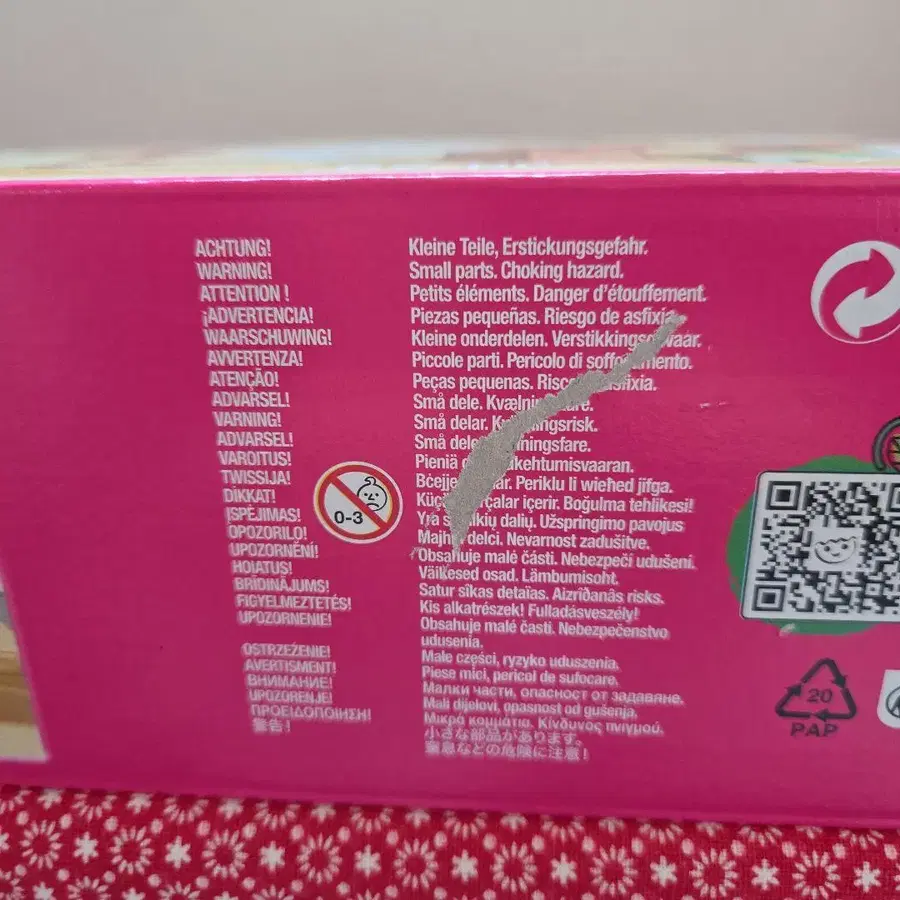 ACHTUNG! Kleine Teile, Erstickungsgefahr.
WARNING! Small parts. Choking hazard.
ATTENTION ! Petits éléments. Danger d'étouffement.
¡ADVERTENCIA! Piezas pequeñas. Riesgo de asfixia.
WAARSCHUWING! Kleine onderdelen.
AVVERTENZA! Piccole parti. Pericolo di
ATENÇÃO! Peças pequenas.
ADVARSEL! Små dele.
VARNING! Små delar.
ADVARSEL! Små
VAROITUS! Pieniä
TWISSIJA! Periklu li wieħed jifga.
DİKKAT! içerir. Boğulma tehlikesi!
ĮSPĖJIMAS! dalių. Užspringimo pavojus
OPOZORILO! delci. Nevarnost zadušitve.
UPOZORNĚNÍ! Obsahuje malé části. Nebezpečí udušení.
HOIATUS! Väikesed osad. Lämbumisoht.
BRĪDINĀJUMS! Satur sīkas detaļas. Aizrīšanās risks.
FIGYELMEZTETÉS! Kis alkatrészek! Fulladásveszély!
UPOZORNENIE! Obsahuje malé časti. Nebezpečenstvo
udusenia.
OSTRZEŻENIE! Małe części, ryzyko uduszenia.
AVERTISMENT! Piese mici, pericol de sufocare.
ВНИМАНИЕ! Малки части, опасност от задавяне.
UPOZORENJE! Mali dijelovi, opasnost od gušenja.
ΠΡΟΕΙΔΟΠΟΙΗΣΗ! Μικρά κομμάτια. Κίνδυνος πνιγμού.
警告! 小さな部品があります。
窒息などの危険に注意!
0-3
20
PAP